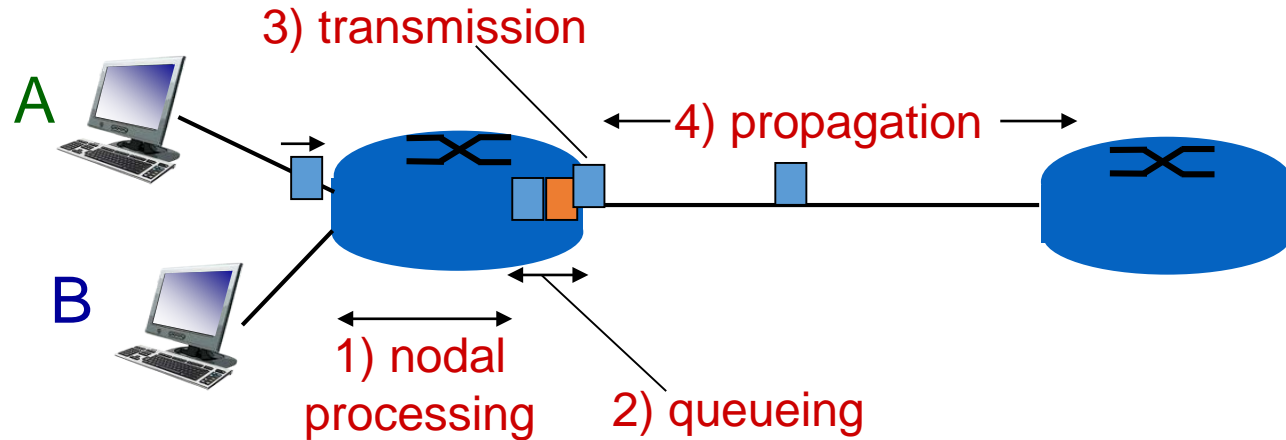 3) transmission
A
4) propagation
B
1) nodal
processing
2) queueing